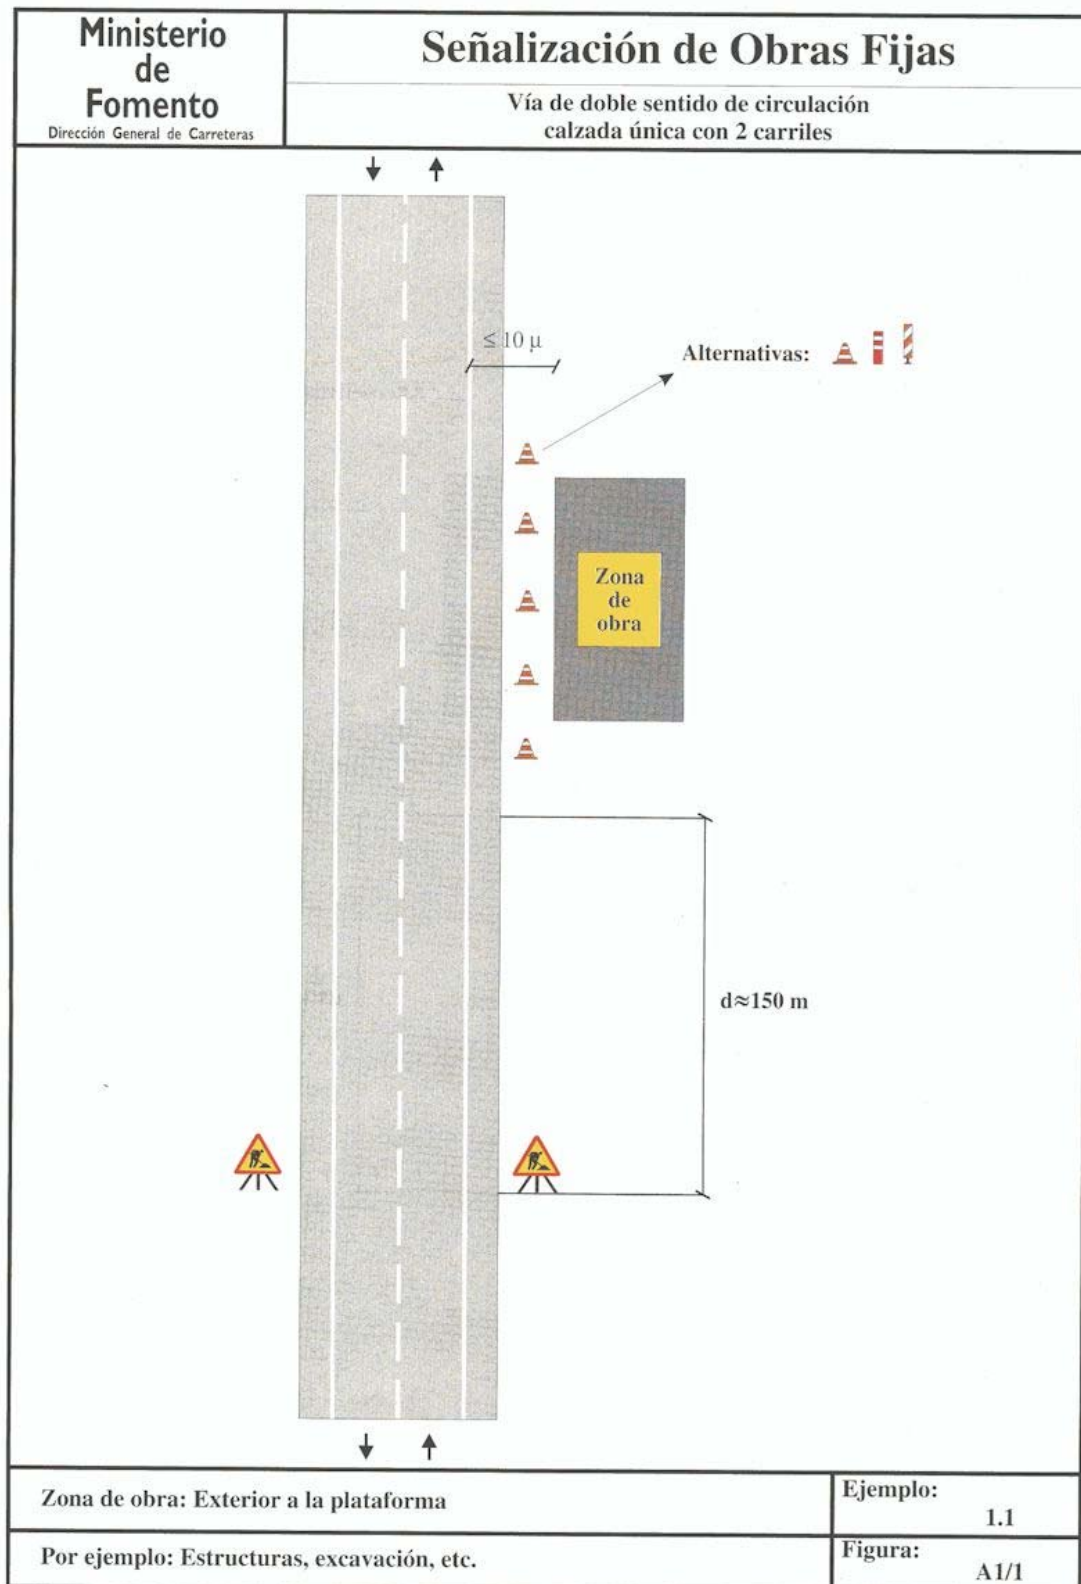 Ministerio
de
Fomento
Dirección General de Carreteras
Señalización de Obras Fijas
Vía de doble sentido de circulación
calzada única con 2 carriles
≤ 10 µ
Alternativas:
Zona
de
obra
d≈150 m
Zona de obra: Exterior a la plataforma
Ejemplo:
1.1
Por ejemplo: Estructuras, excavación, etc.
Figura:
A1/1